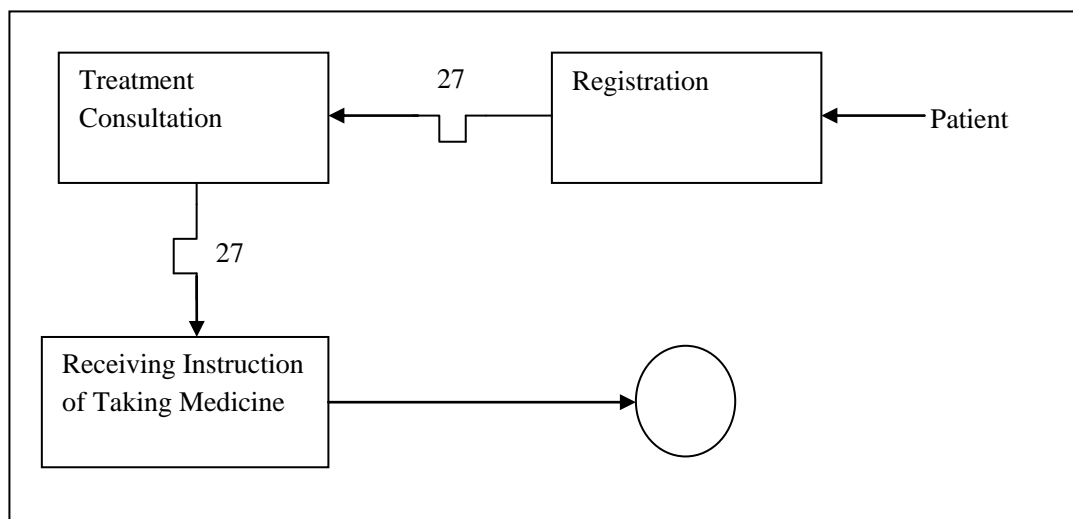 Treatment
Consultation
27
Registration
Patient
27
Receiving Instruction
of Taking Medicine